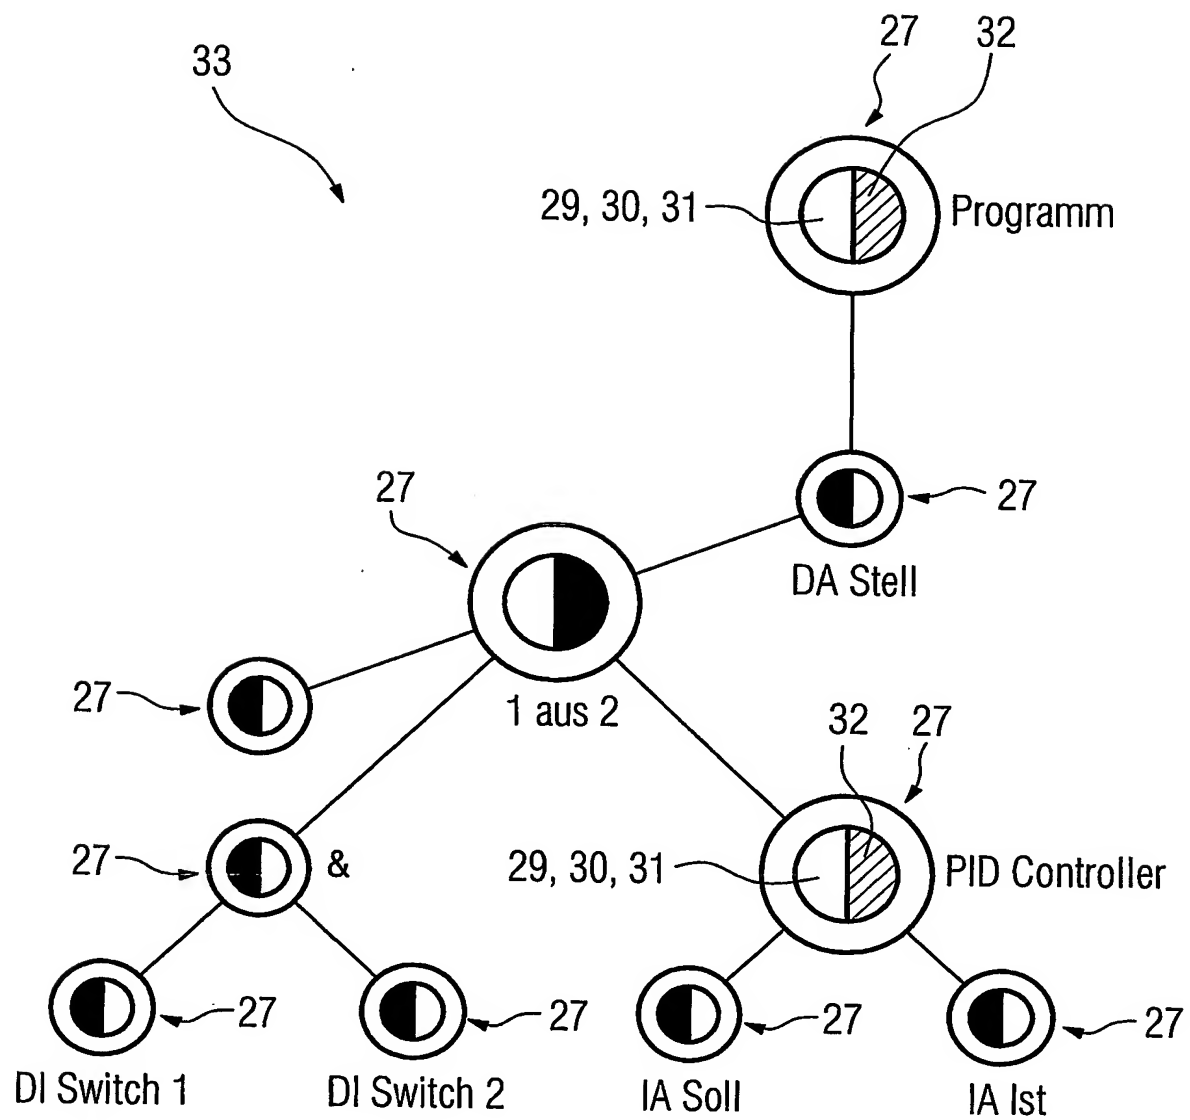 27 32
33
29, 30, 31 Programm
27
27
DA Stell
27
1 aus 2
32 27
27 &
29, 30, 31 PID Controller
27
27
27
27
DI Switch 1
DI Switch 2
IA Soll
IA Ist